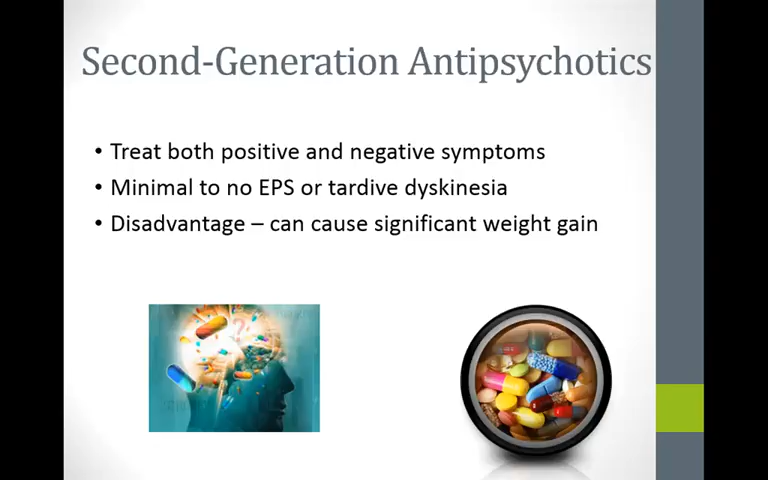 Second-Generation Antipsychotics
• Treat both positive and negative symptoms
• Minimal to no EPS or tardive dyskinesia
• Disadvantage – can cause significant weight gain